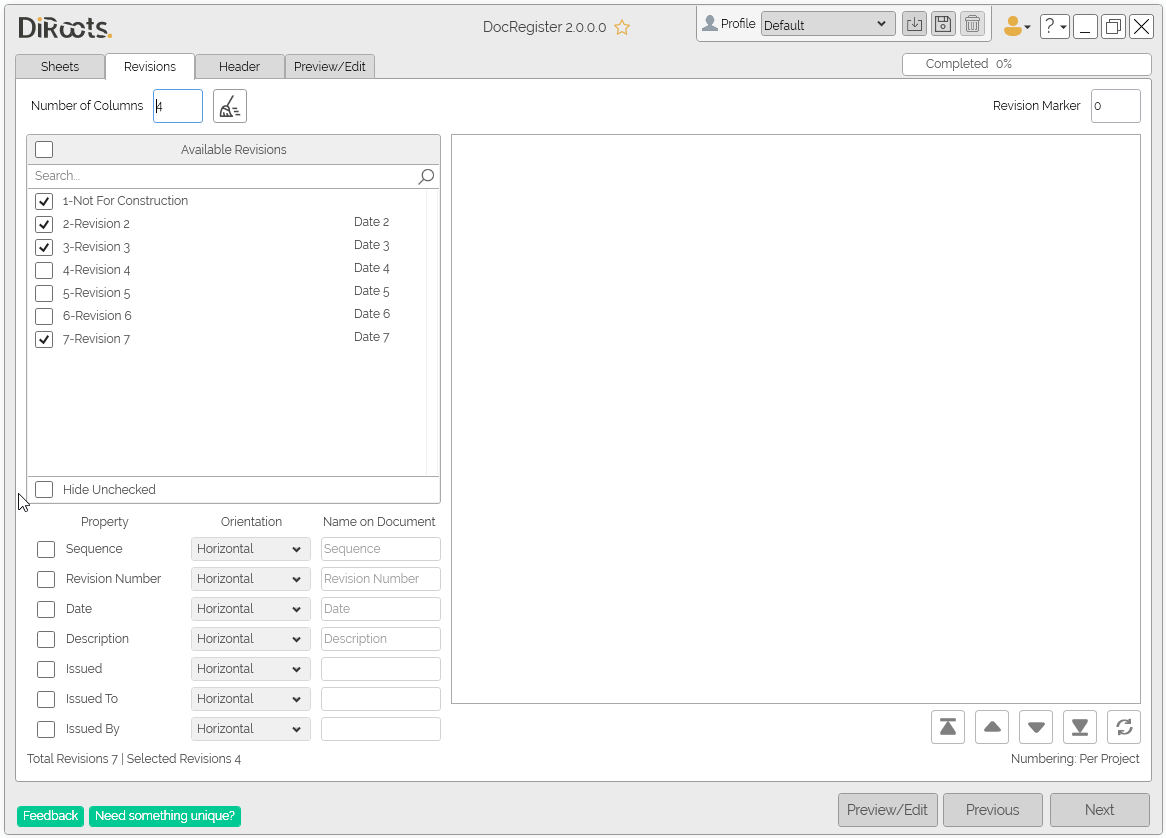 DiRoots.
DocRegister 2.0.0.0
Profile Default
?
Sheets Revisions Header Preview/Edit
Completed 0%
Number of Columns 4
Revision Marker 0
Available Revisions
Search...
1-Not For Construction
2-Revision 2 Date 2
3-Revision 3 Date 3
4-Revision 4 Date 4
5-Revision 5 Date 5
6-Revision 6 Date 6
7-Revision 7 Date 7
Hide Unchecked
Property Orientation Name on Document
Sequence Horizontal Sequence
Revision Number Horizontal Revision Number
Date Horizontal Date
Description Horizontal Description
Issued Horizontal
Issued To Horizontal
Issued By Horizontal
Total Revisions 7 | Selected Revisions 4
Numbering: Per Project
Feedback Need something unique?
Preview/Edit Previous Next